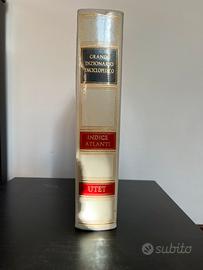 GRANDE
DIZIONARIO
ENCICLOPEDICO
INDICE
ATLANTI
UTET
subito